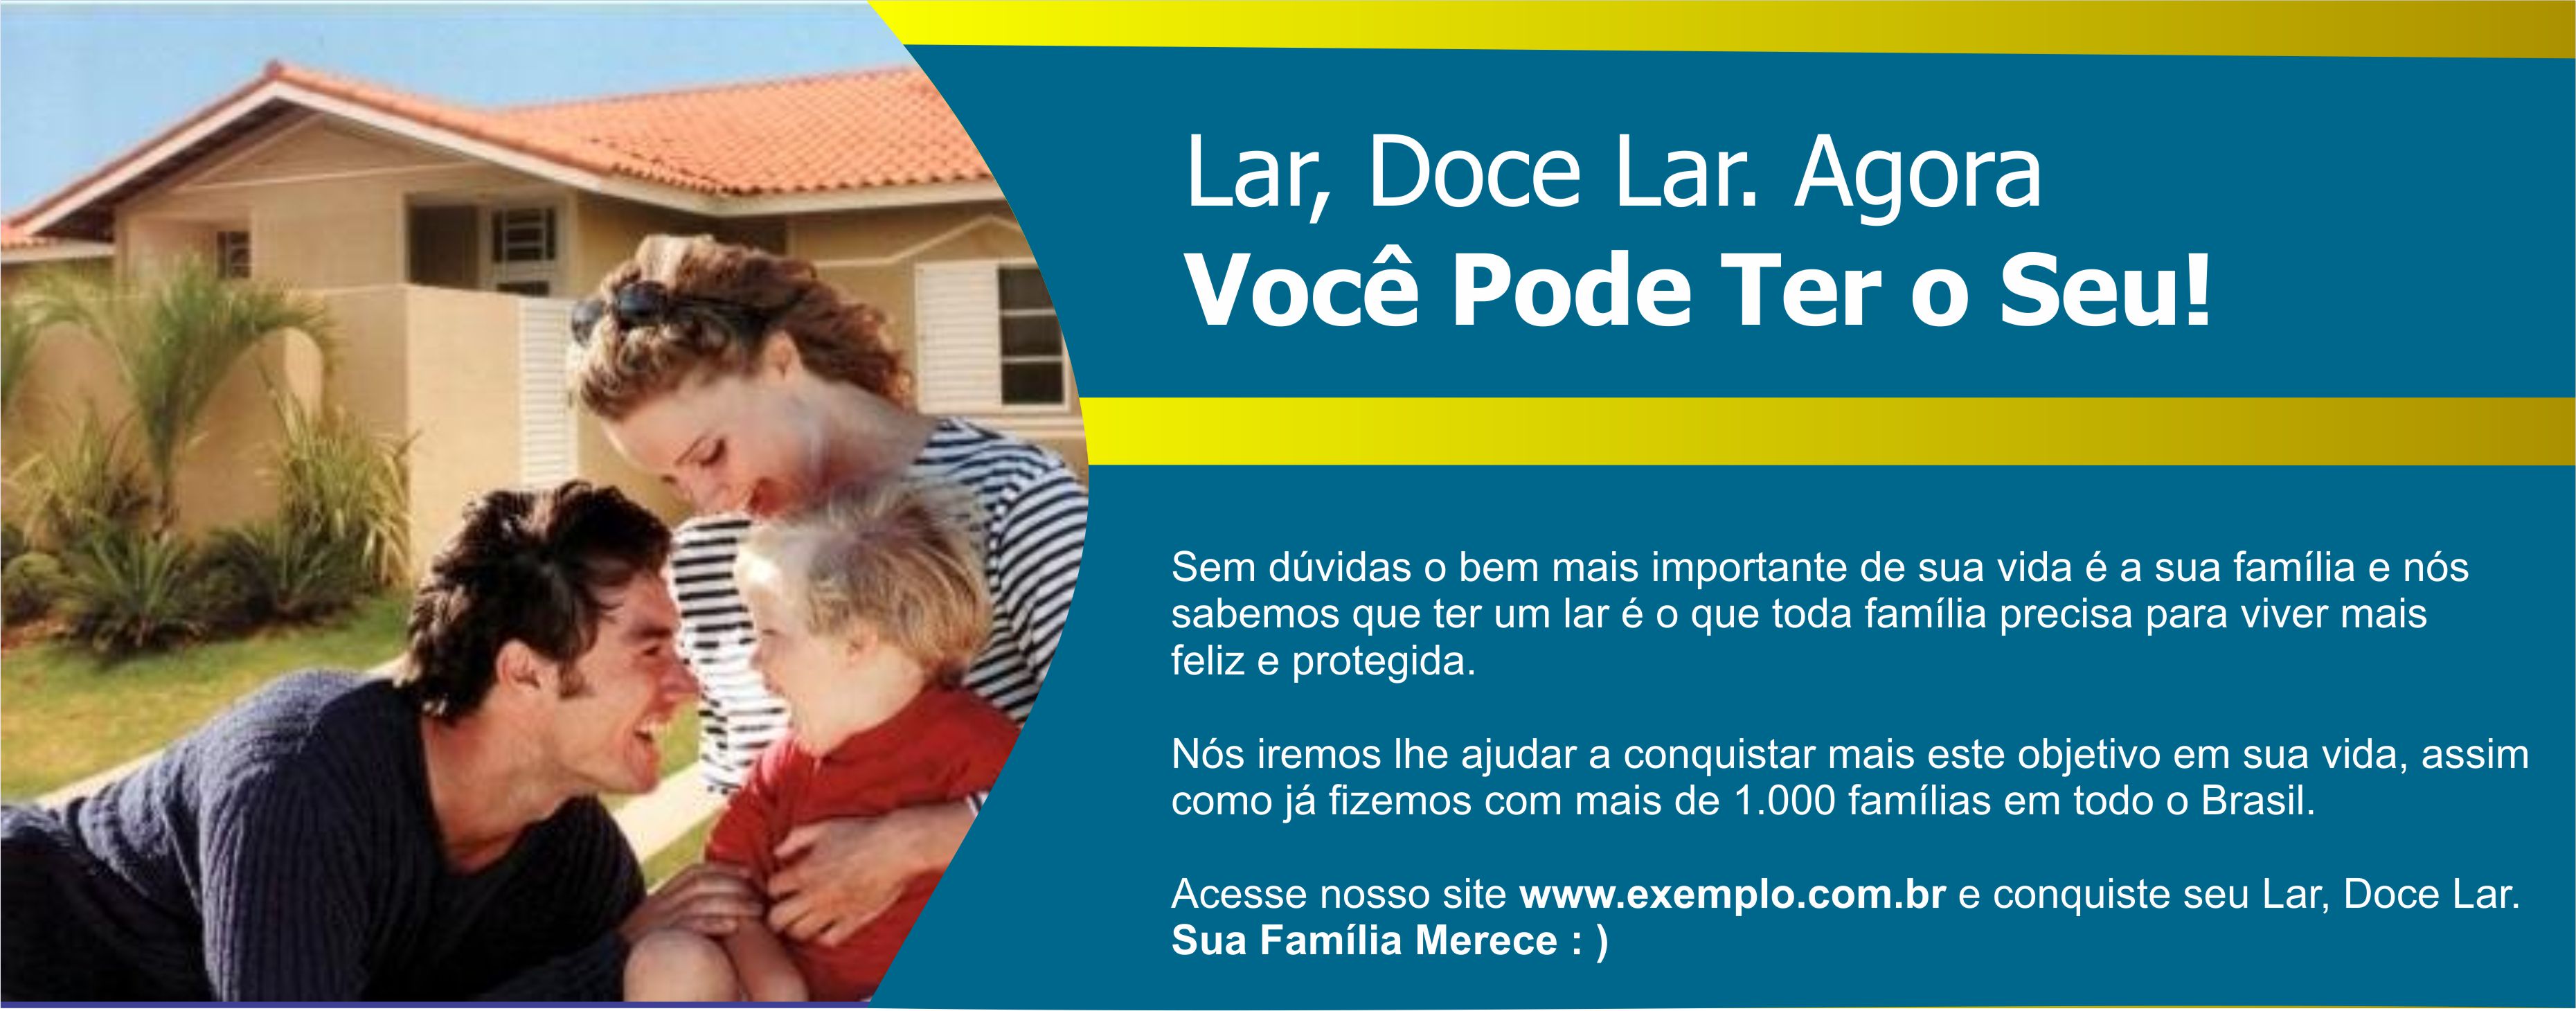 Lar, Doce Lar. Agora
Você Pode Ter o Seu!
Sem dúvidas o bem mais importante de sua vida é a sua família e nós
sabemos que ter um lar é o que toda família precisa para viver mais
feliz e protegida.
Nós iremos lhe ajudar a conquistar mais este objetivo em sua vida, assim
como já fizemos com mais de 1.000 famílias em todo o Brasil.
Acesse nosso site www.exemplo.com.br e conquiste seu Lar, Doce Lar.
Sua Família Merece : )